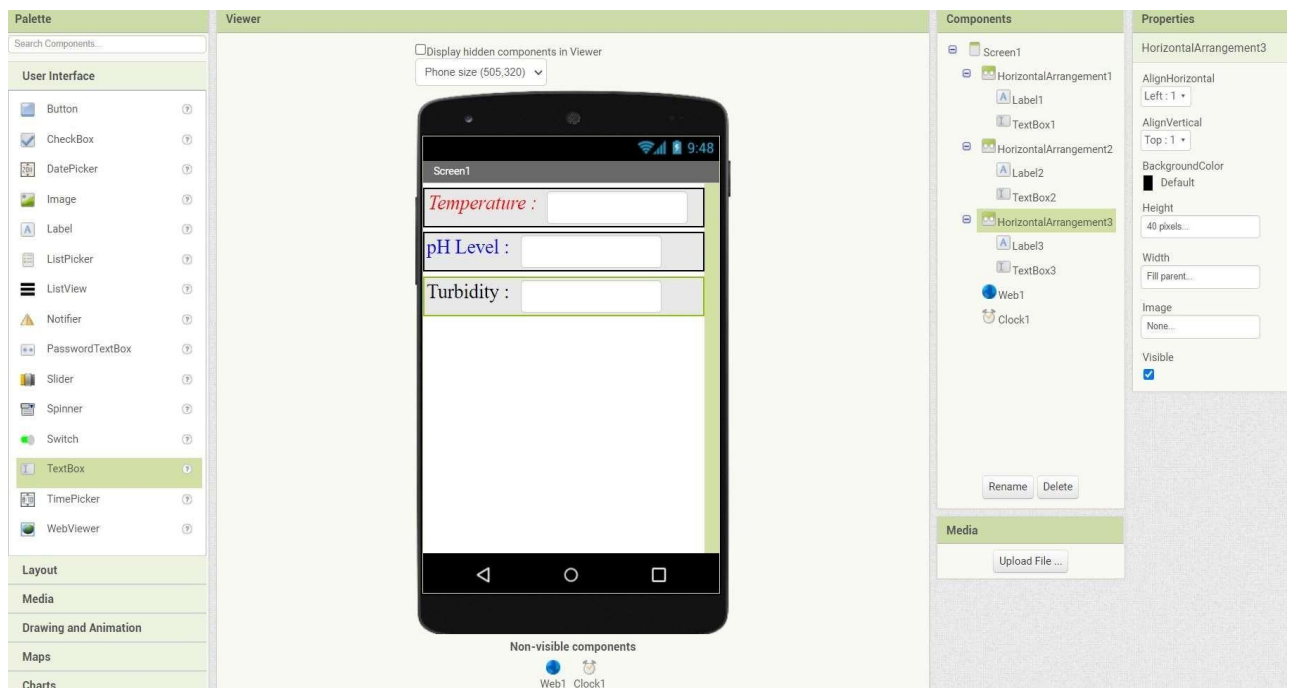 Palette
Search Components...
User Interface
Button
CheckBox
DatePicker
Image
Label
ListPicker
ListView
Notifier
PasswordTextBox
Slider
Spinner
Switch
TextBox
TimePicker
WebViewer
Layout
Media
Drawing and Animation
Maps
Charts
Viewer
Display hidden components in Viewer
Phone size (505,320)
9:48
Screen1
Temperature :
pH Level :
Turbidity :
Non-visible components
Web1 Clock1
Components
Screen1
HorizontalArrangement1
Label1
TextBox1
HorizontalArrangement2
Label2
TextBox2
HorizontalArrangement3
Label3
TextBox3
Web1
Clock1
Rename Delete
Media
Upload File ...
Properties
HorizontalArrangement3
AlignHorizontal
Left : 1
AlignVertical
Top : 1
BackgroundColor
Default
Height
40 pixels...
Width
Fill parent...
Image
None...
Visible